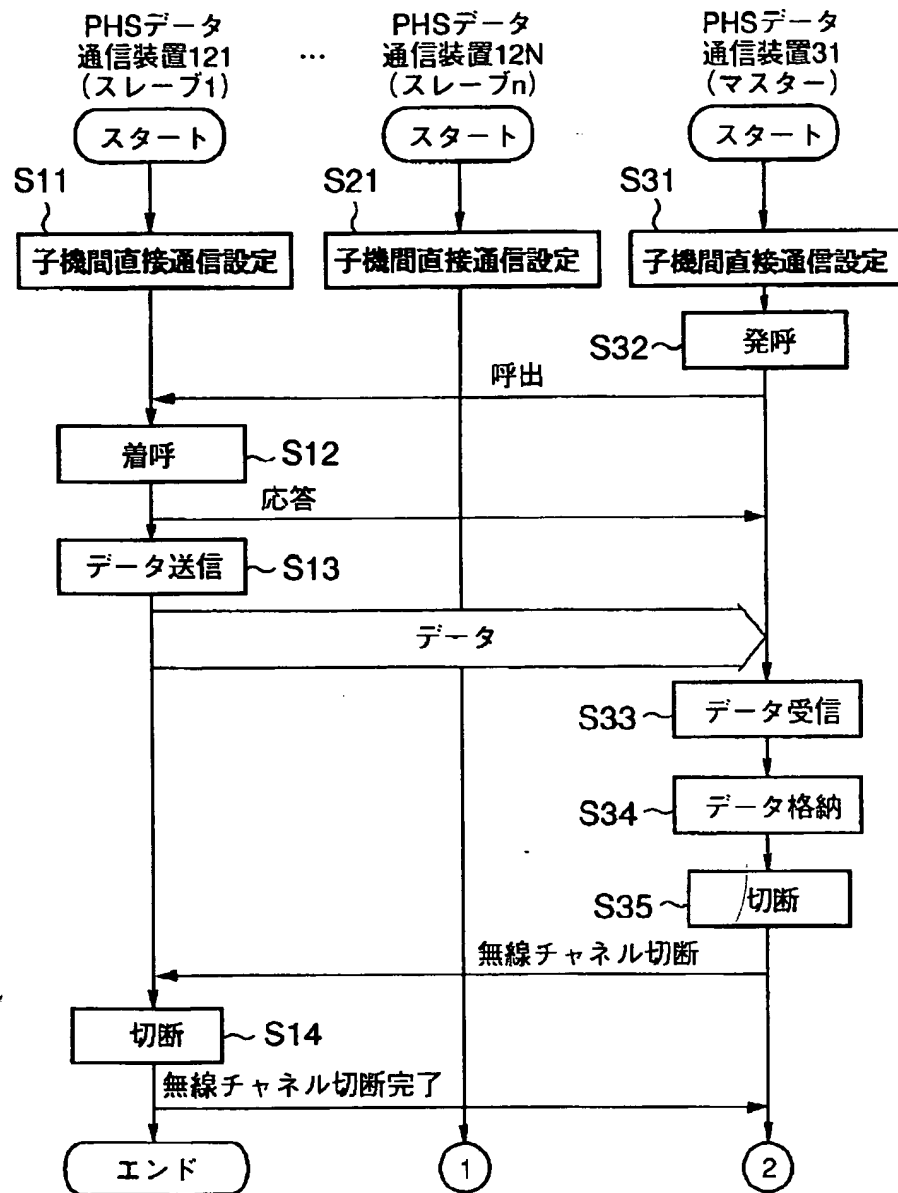 PHSデータ
通信装置121
(スレーブ1)
…
PHSデータ
通信装置12N
(スレーブn)
PHSデータ
通信装置31
(マスター)
スタート
スタート
スタート
S11
S21
S31
子機間直接通信設定
子機間直接通信設定
子機間直接通信設定
S32
発呼
呼出
着呼
S12
応答
データ送信
S13
データ
S33
データ受信
S34
データ格納
S35
切断
無線チャネル切断
切断
S14
無線チャネル切断完了
エンド
1
2